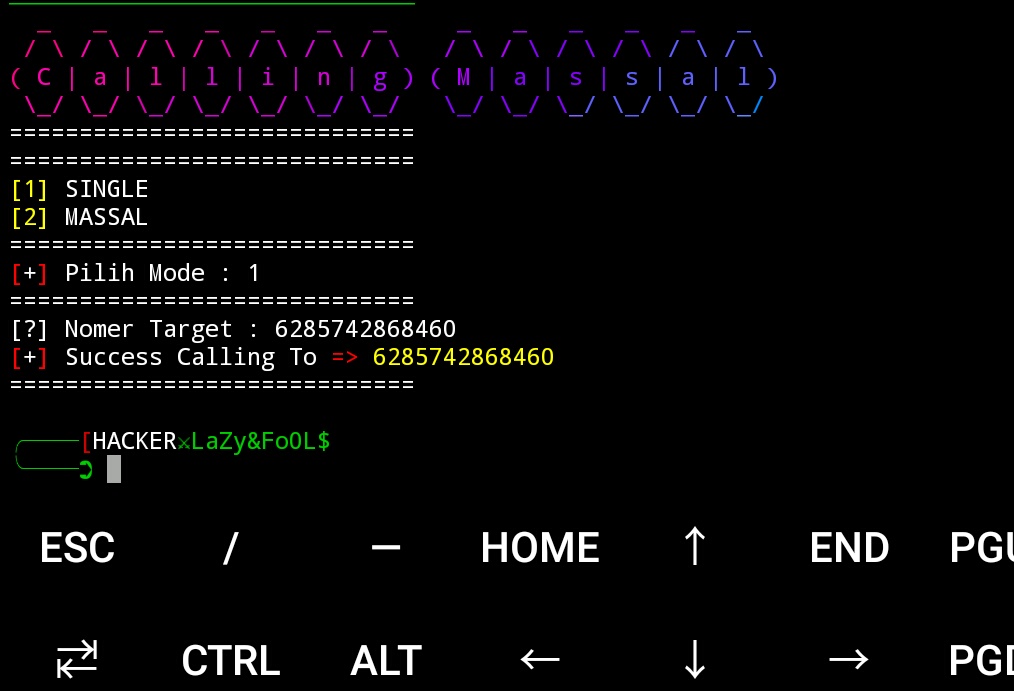 ( C | a | l | l | i | n | g ) ( M | a | s | s | a | l )
=============================
=============================
[1] SINGLE
[2] MASSAL
=============================
[+] Pilih Mode : 1
=============================
[?] Nomer Target : 6285742868460
[+] Success Calling To => 6285742868460
=============================
[HACKER⚔LaZy&FoOL$
ESC / — HOME ↑ END PGU
⇄ CTRL ALT ← ↓ → PGD